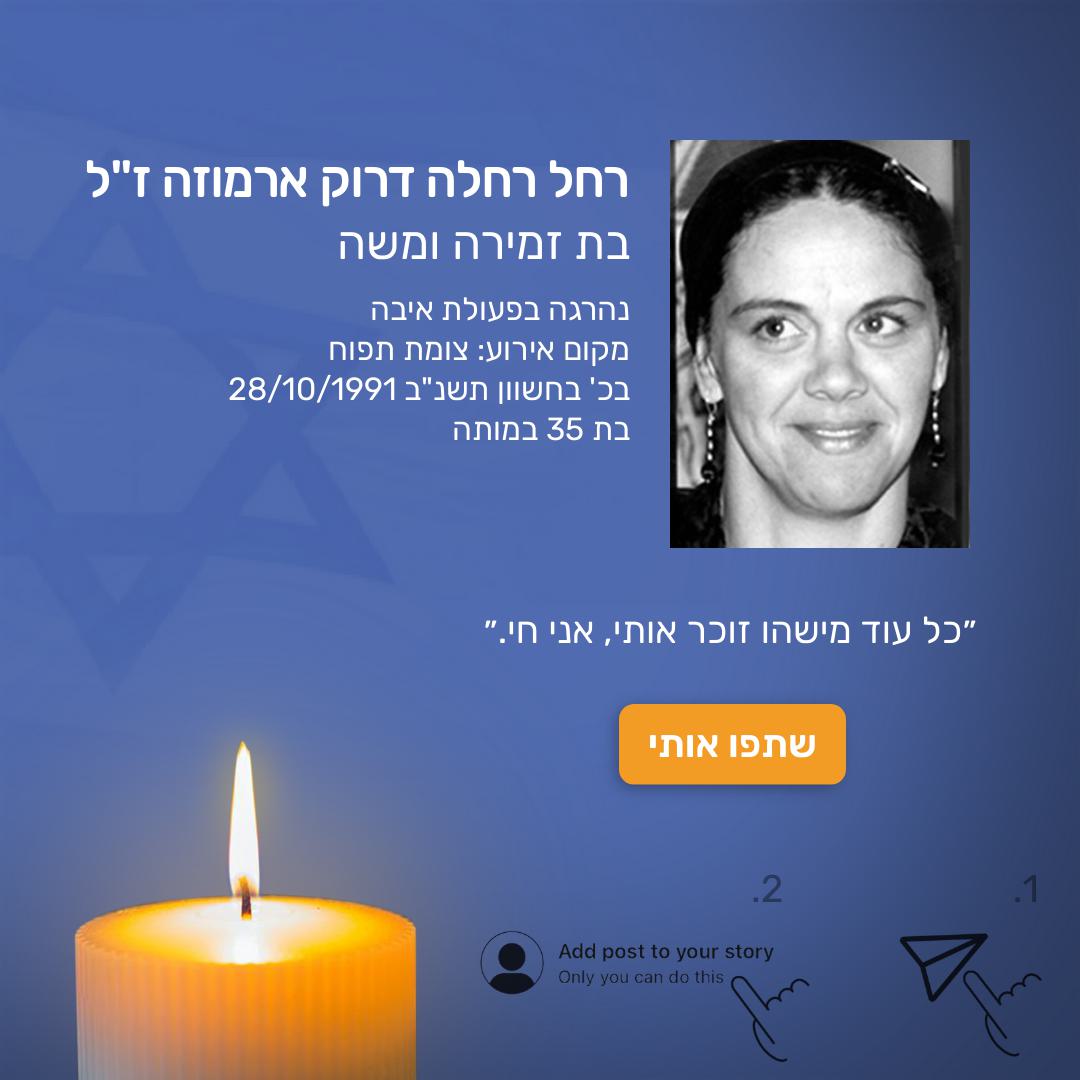 רחל רחלה דרוק ארמוזה ז"ל
בת זמירה ומשה
נהרגה בפעולת איבה
מקום אירוע: צומת תפוח
בכ' בחשוון תשנ"ב 28/10/1991
בת 35 במותה
״כל עוד מישהו זוכר אותי, אני חי.״
שתפו אותי
1.
2.
Add post to your story
Only you can do this